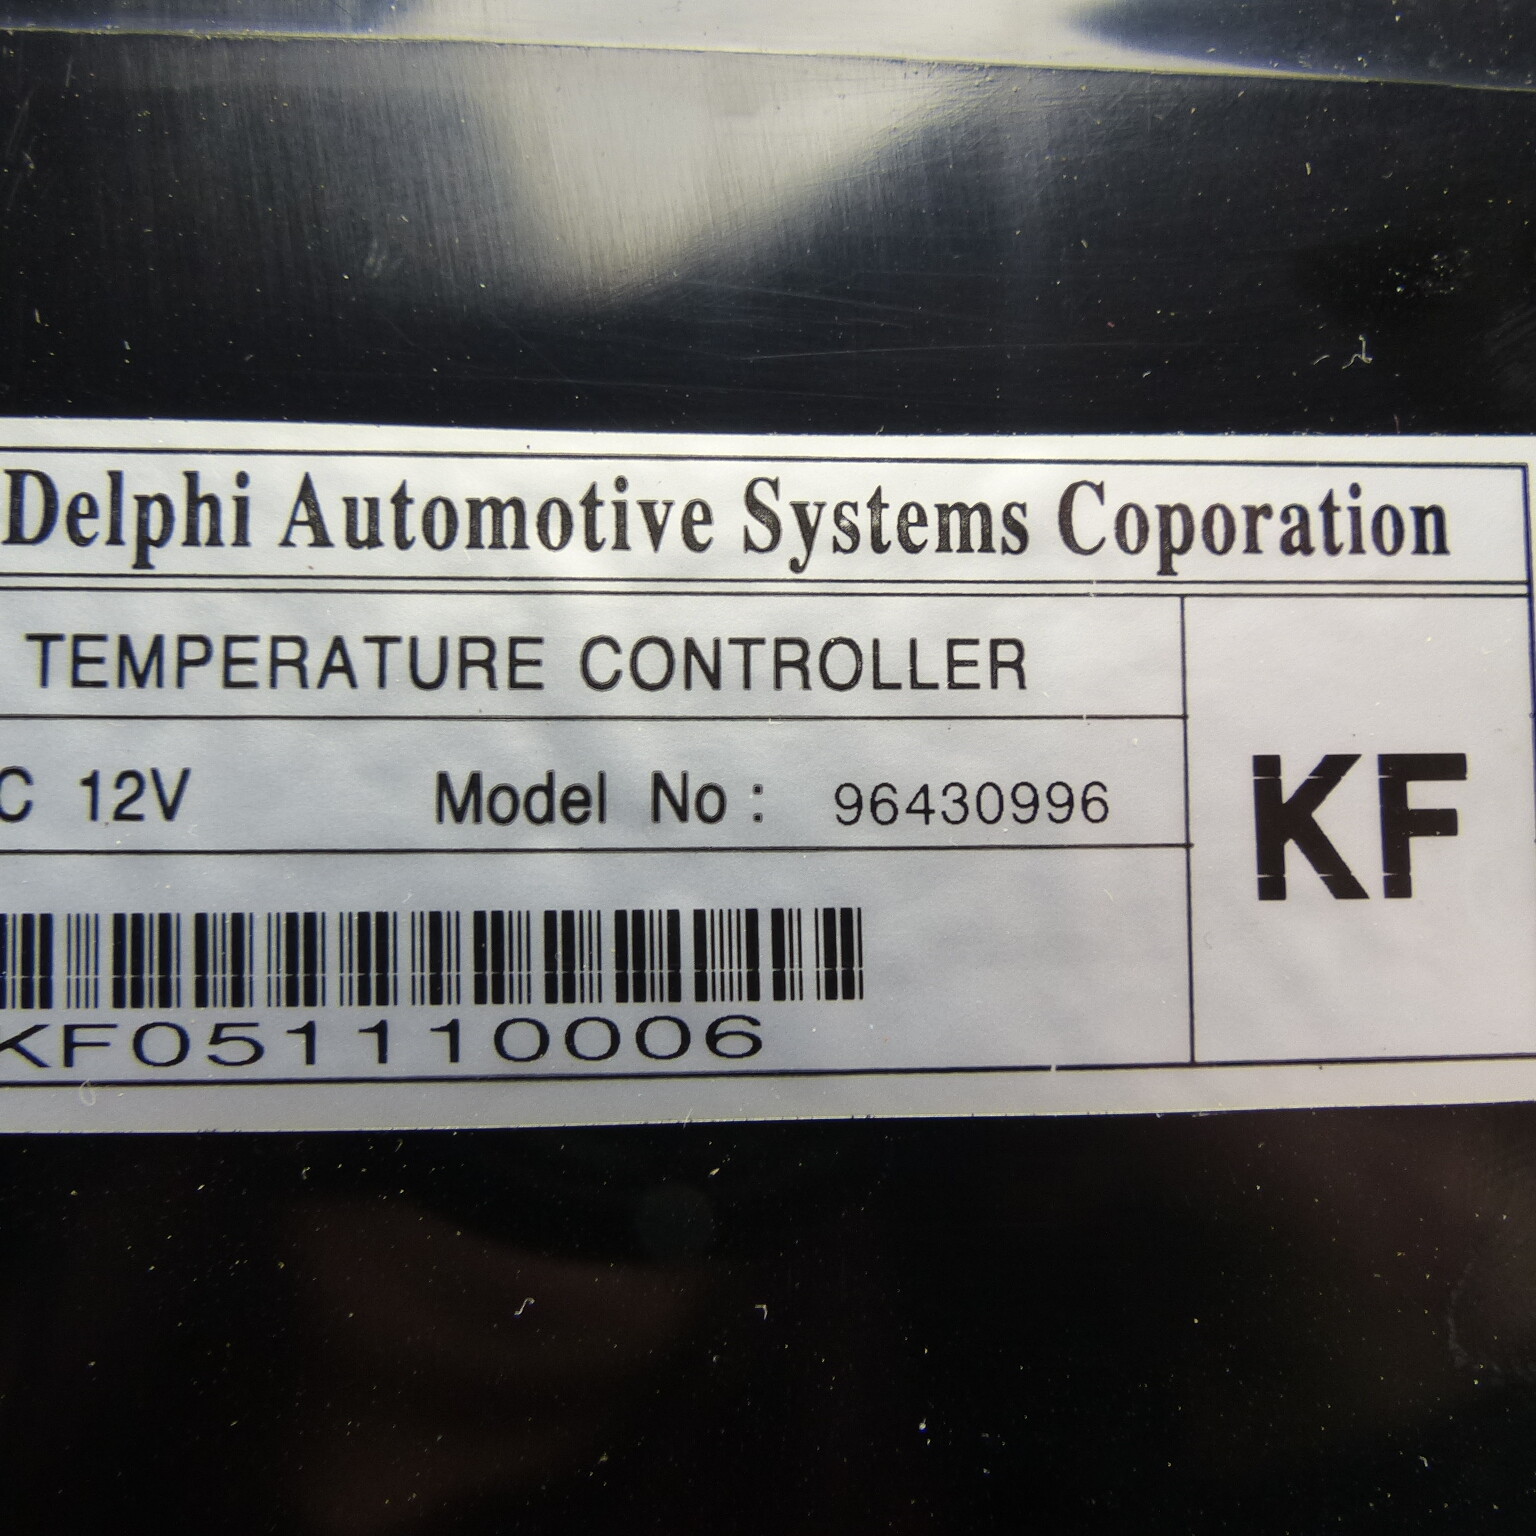 Delphi Automotive Systems Coporation
TEMPERATURE CONTROLLER
C 12V Model No: 96430996
KF
KF051110006